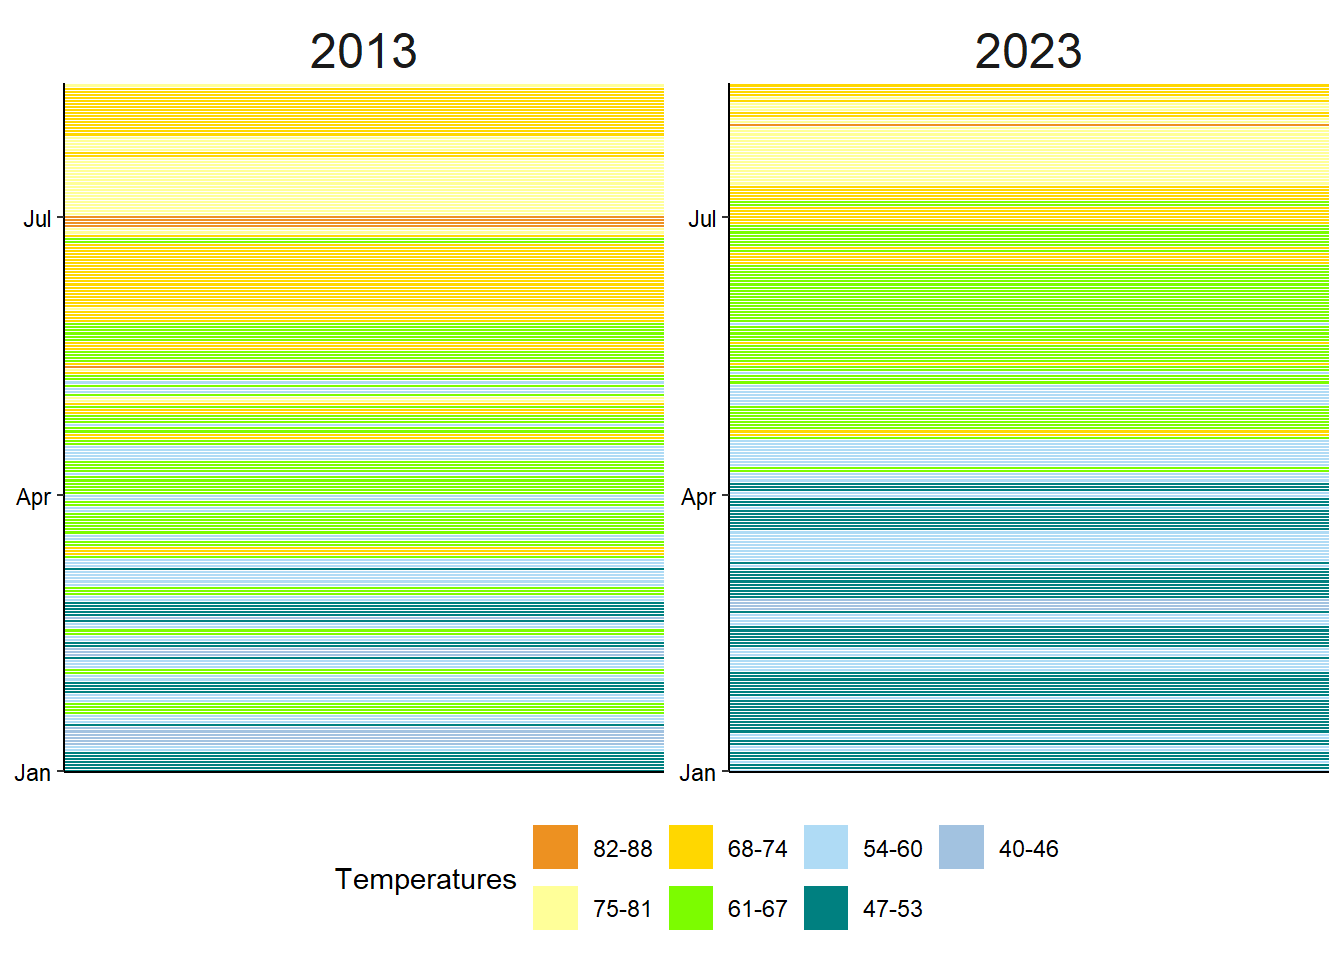 2013
2023
Jul
Apr
Jan
Jul
Apr
Jan
Temperatures
82-88
68-74
54-60
40-46
75-81
61-67
47-53